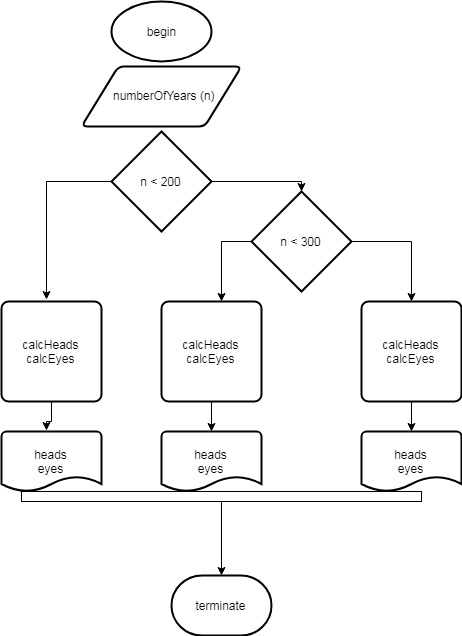 begin
numberOfYears (n)
n < 200
n < 300
calcHeads
calcEyes
calcHeads
calcEyes
calcHeads
calcEyes
heads
eyes
heads
eyes
heads
eyes
terminate